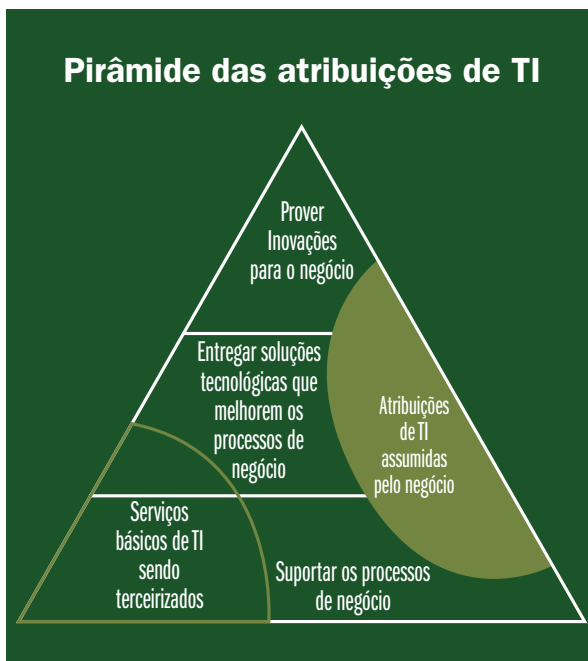 Pirâmide das atribuições de TI
Prover
Inovações
para o negócio
Entregar soluções
tecnológicas que
melhorem os
processos de
negócio
Atribuições
de TI
assumidas
pelo negócio
Serviços
básicos de TI
sendo
terceirizados
Suportar os processos
de negócio